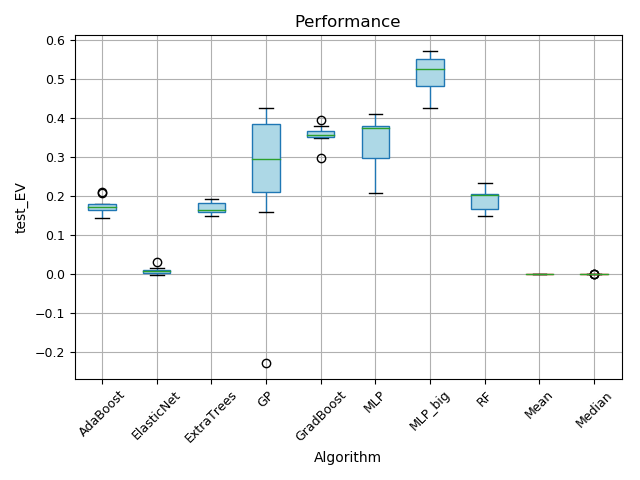 Performance
test_EV
0.6
0.5
0.4
0.3
0.2
0.1
0.0
−0.1
−0.2
AdaBoost
ElasticNet
ExtraTrees
GP
GradBoost
MLP
MLP_big
RF
Mean
Median
Algorithm